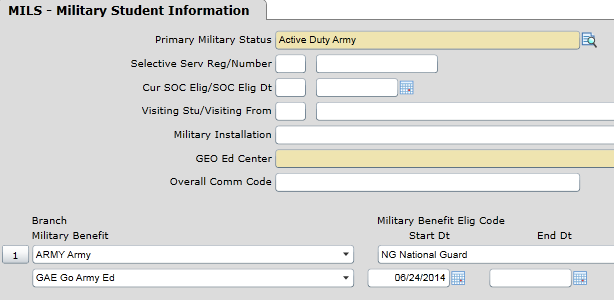 MILS - Military Student Information
Primary Military Status Active Duty Army
Selective Serv Reg/Number
Cur SOC Elig/SOC Elig Dt
Visiting Stu/Visiting From
Military Installation
GEO Ed Center
Overall Comm Code
Branch Military Benefit Elig Code
Military Benefit Start Dt End Dt
1 ARMY Army NG National Guard
GAE Go Army Ed 06/24/2014